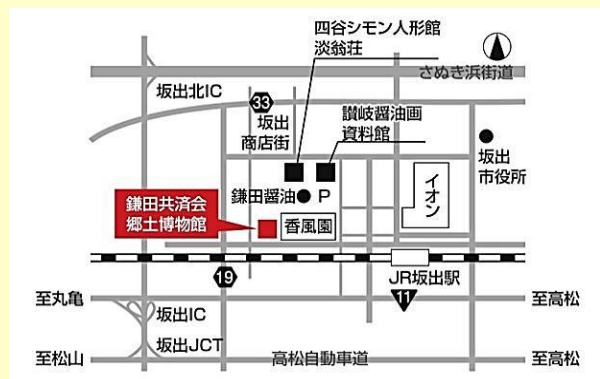 四谷シモン人形館
淡翁荘
さぬき浜街道
坂出北IC
33
坂出
商店街
讃岐醤油画
資料館
坂出
市役所
鎌田醤油
P
イオン
鎌田共済会
郷土博物館
香風園
19
JR坂出駅
11
至丸亀
至高松
坂出IC
坂出JCT
至松山
高松自動車道
至高松